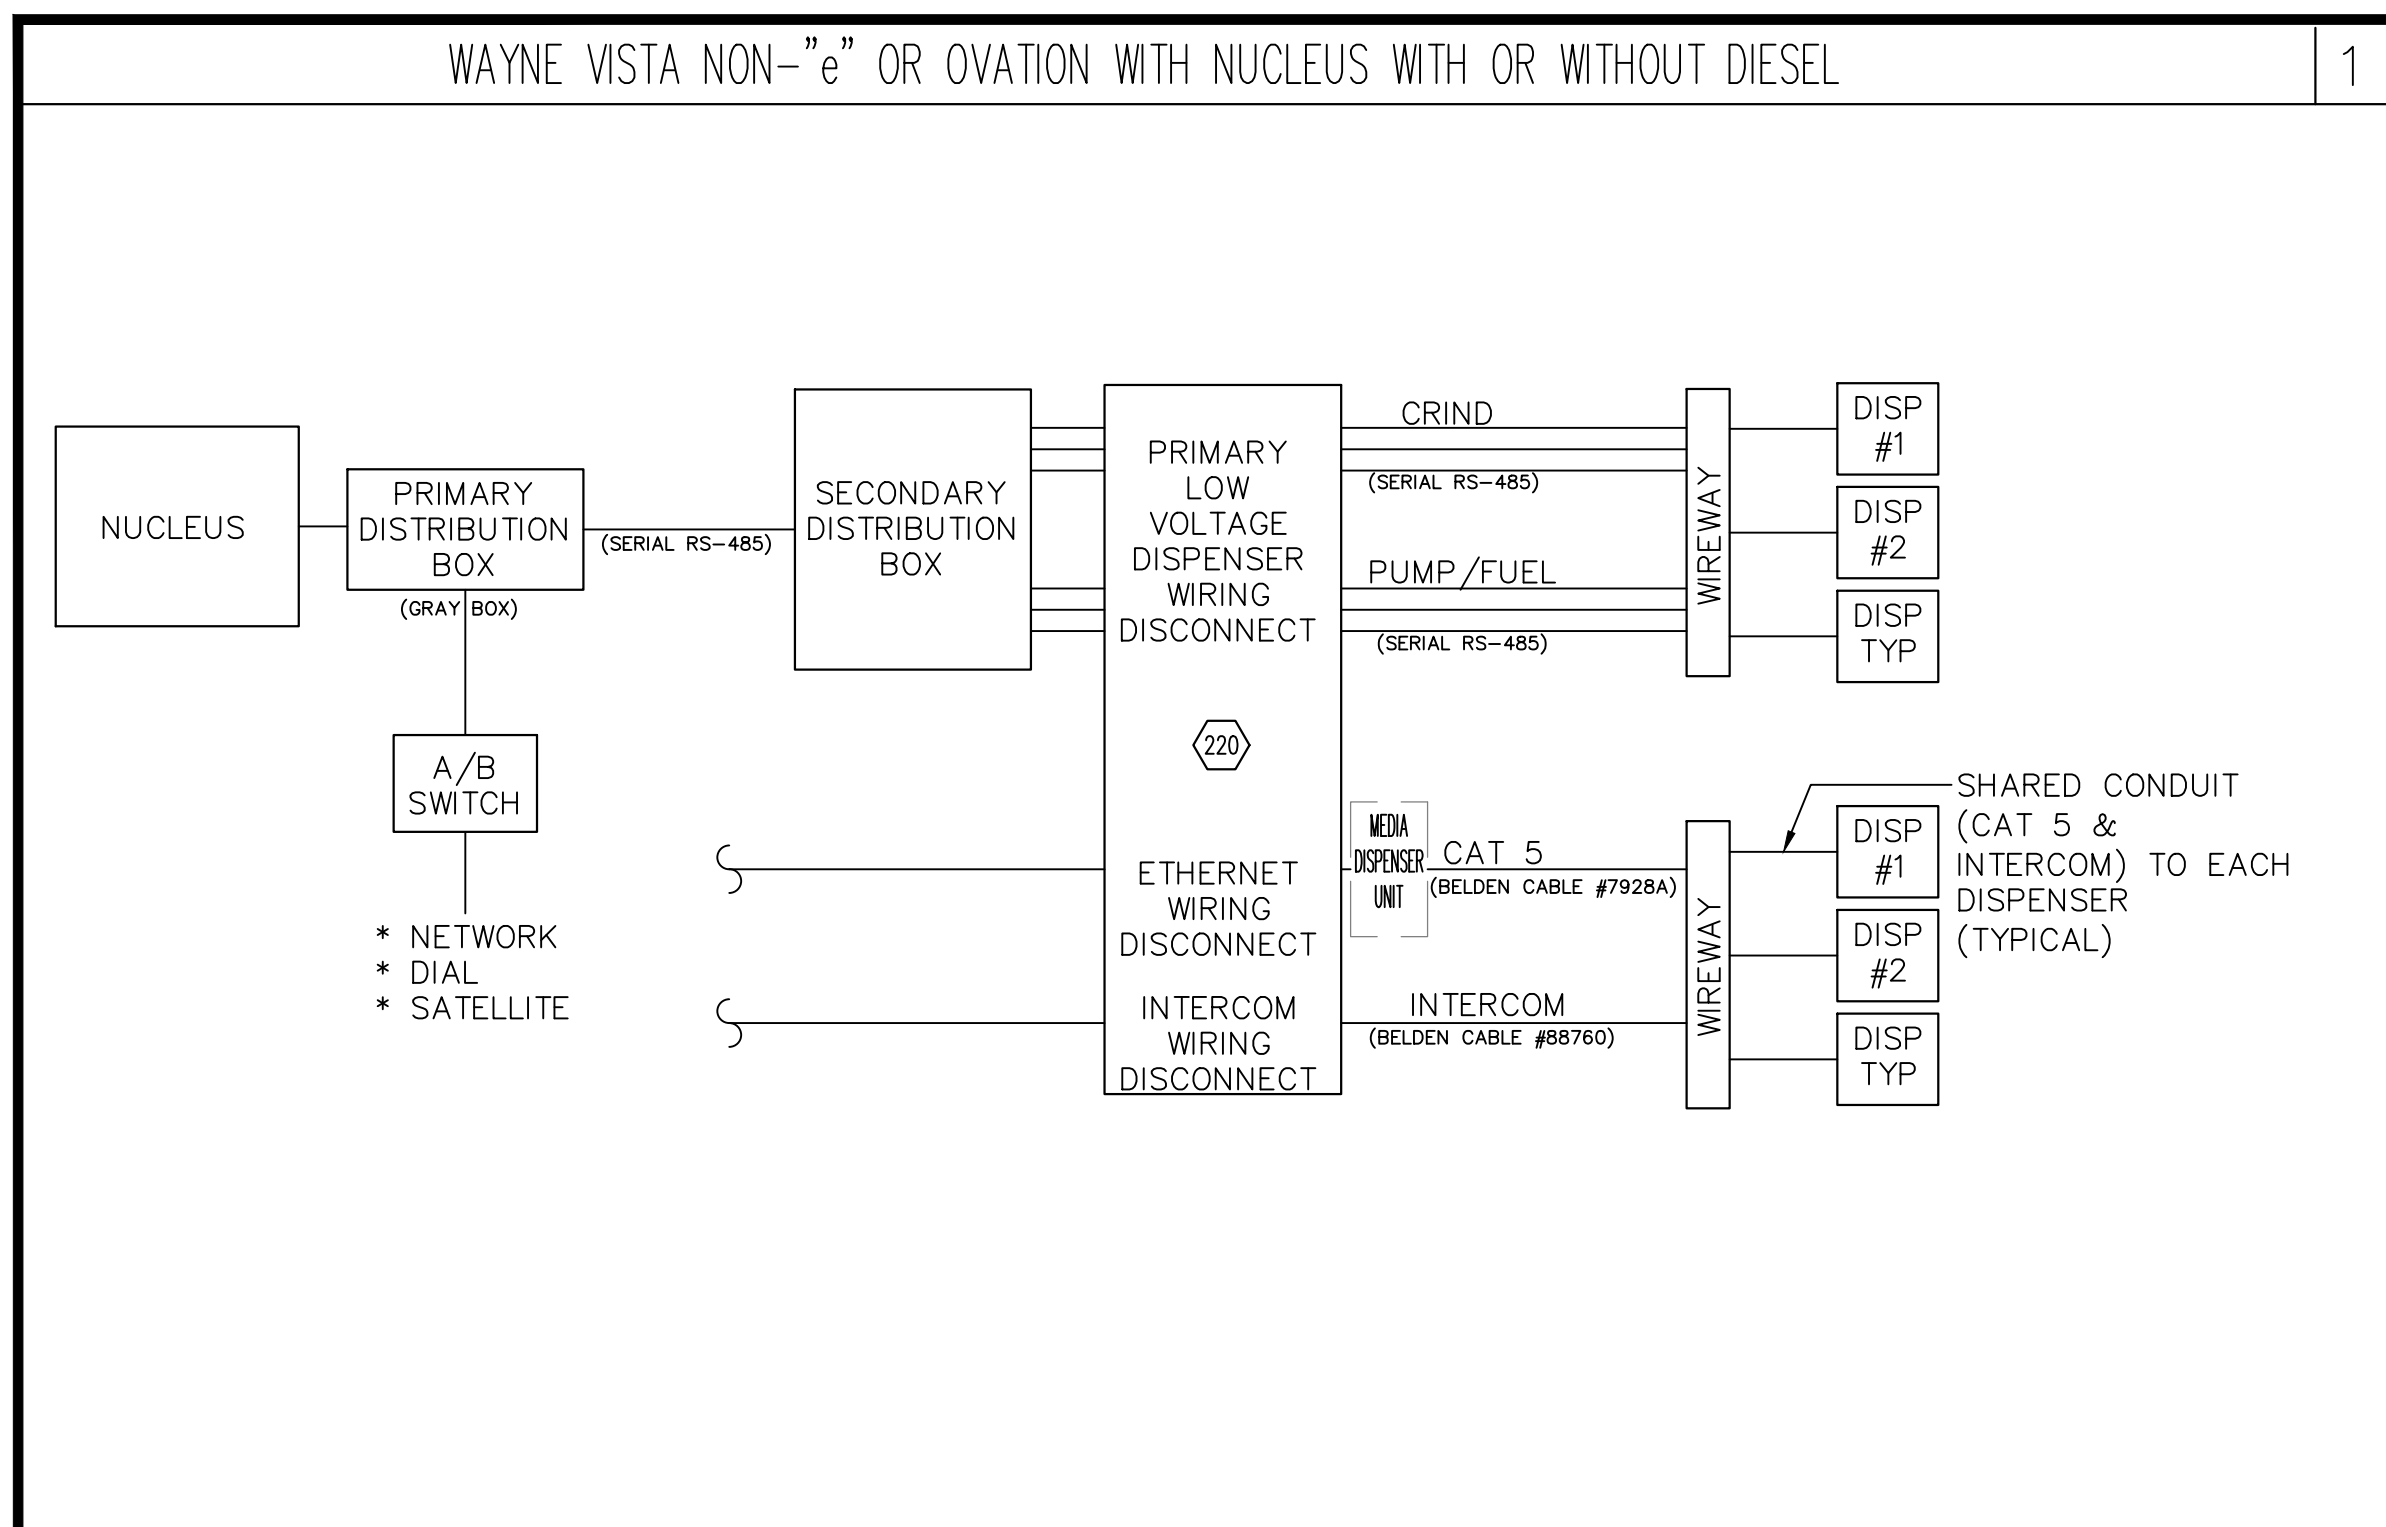 WAYNE VISTA NON-"e" OR OVATION WITH NUCLEUS WITH OR WITHOUT DIESEL
1
NUCLEUS
PRIMARY
DISTRIBUTION
BOX
(GRAY BOX)
(SERIAL RS-485)
A/B
SWITCH
* NETWORK
* DIAL
* SATELLITE
SECONDARY
DISTRIBUTION
BOX
PRIMARY
LOW
VOLTAGE
DISPENSER
WIRING
DISCONNECT
220
ETHERNET
WIRING
DISCONNECT
INTERCOM
WIRING
DISCONNECT
CRIND
(SERIAL RS-485)
PUMP/FUEL
(SERIAL RS-485)
MEDIA
DISPENSER
UNIT
CAT 5
(BELDEN CABLE #7928A)
INTERCOM
(BELDEN CABLE #88760)
WIREWAY
DISP
#1
DISP
#2
DISP
TYP
WIREWAY
DISP
#1
DISP
#2
DISP
TYP
SHARED CONDUIT
(CAT 5 &
INTERCOM) TO EACH
DISPENSER
(TYPICAL)